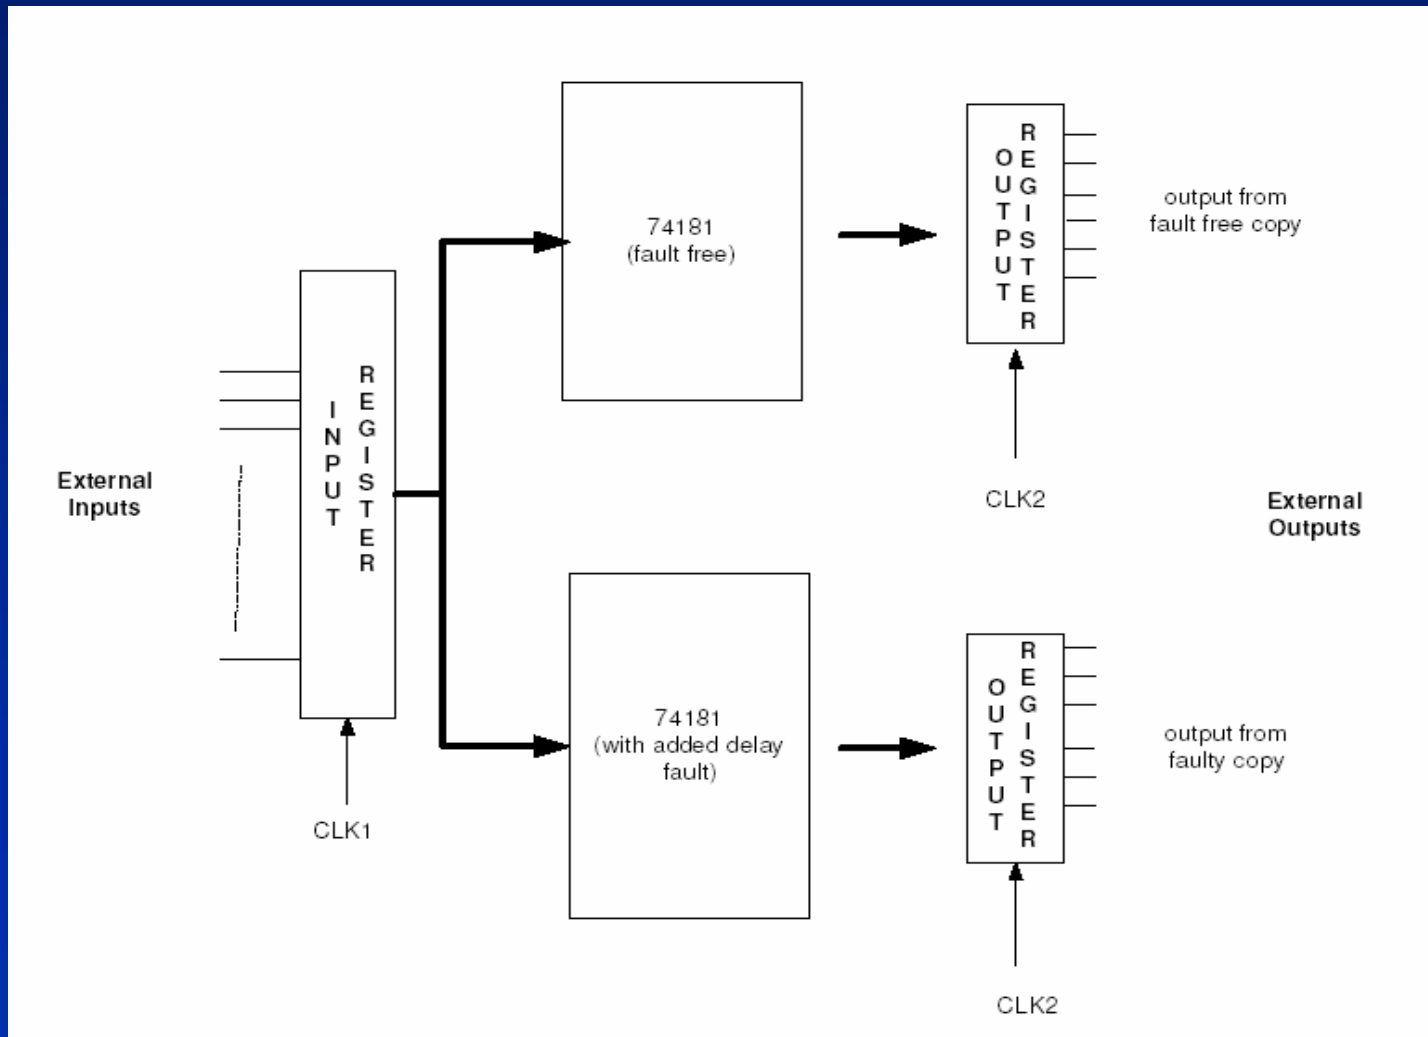 74181
(fault free)
OUTPUT
REGISTER
output from
fault free copy
CLK2
External
Inputs
INPUT
REGISTER
CLK1
External
Outputs
74181
(with added delay
fault)
OUTPUT
REGISTER
output from
faulty copy
CLK2